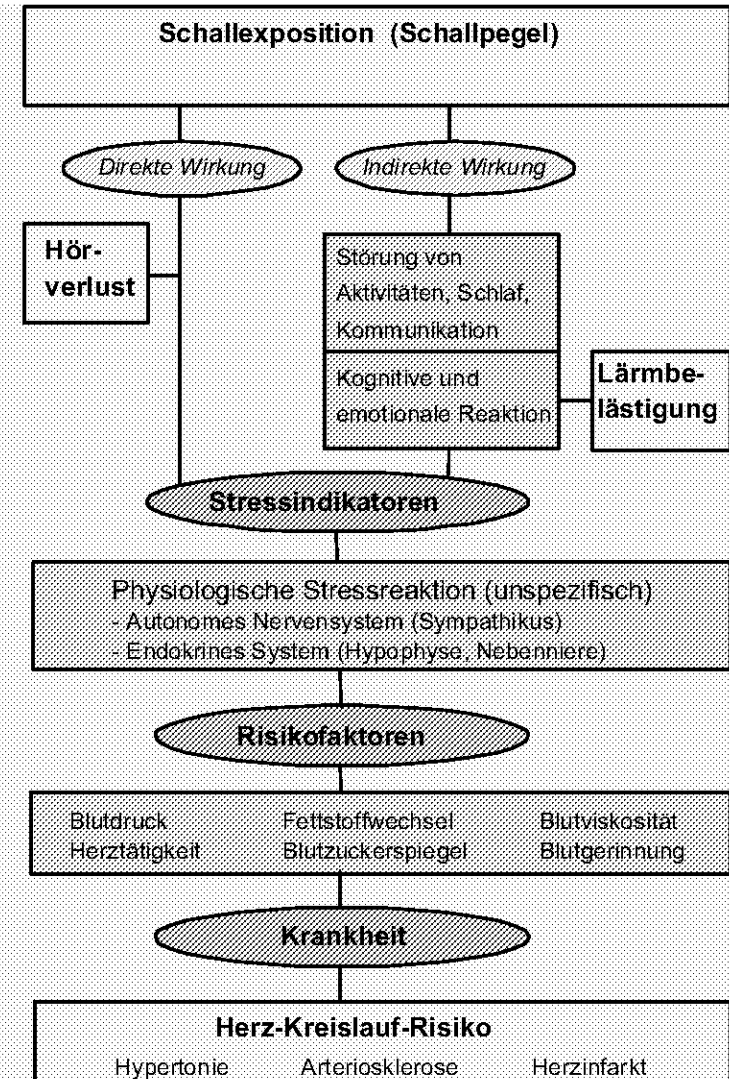 Schallexposition (Schallpegel)
Direkte Wirkung
Indirekte Wirkung
Hör-
verlust
Störung von
Aktivitäten, Schlaf,
Kommunikation
Kognitive und
emotionale Reaktion
Lärmbe-
lästigung
Stressindikatoren
Physiologische Stressreaktion (unspezifisch)
- Autonomes Nervensystem (Sympathikus)
- Endokrines System (Hypophyse, Nebenniere)
Risikofaktoren
Blutdruck Fettstoffwechsel Blutviskosität
Herztätigkeit Blutzuckerspiegel Blutgerinnung
Krankheit
Herz-Kreislauf-Risiko
Hypertonie Arteriosklerose Herzinfarkt